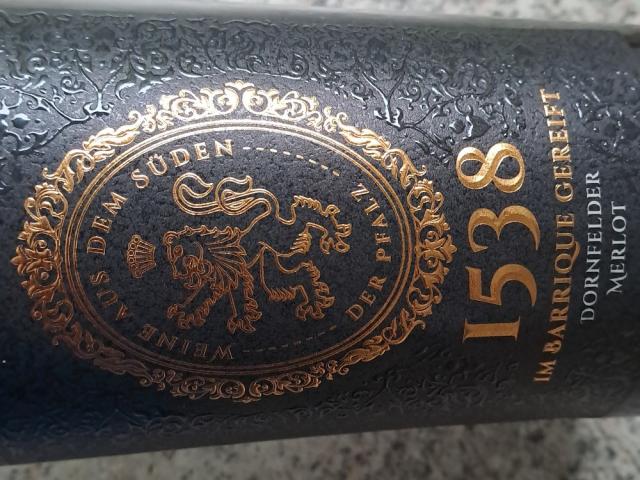 WEINE AUS DEM SÜDEN
DER PFALZ
1538
IM BARRIQUE GEREIFT
DORNFELDER
MERLOT